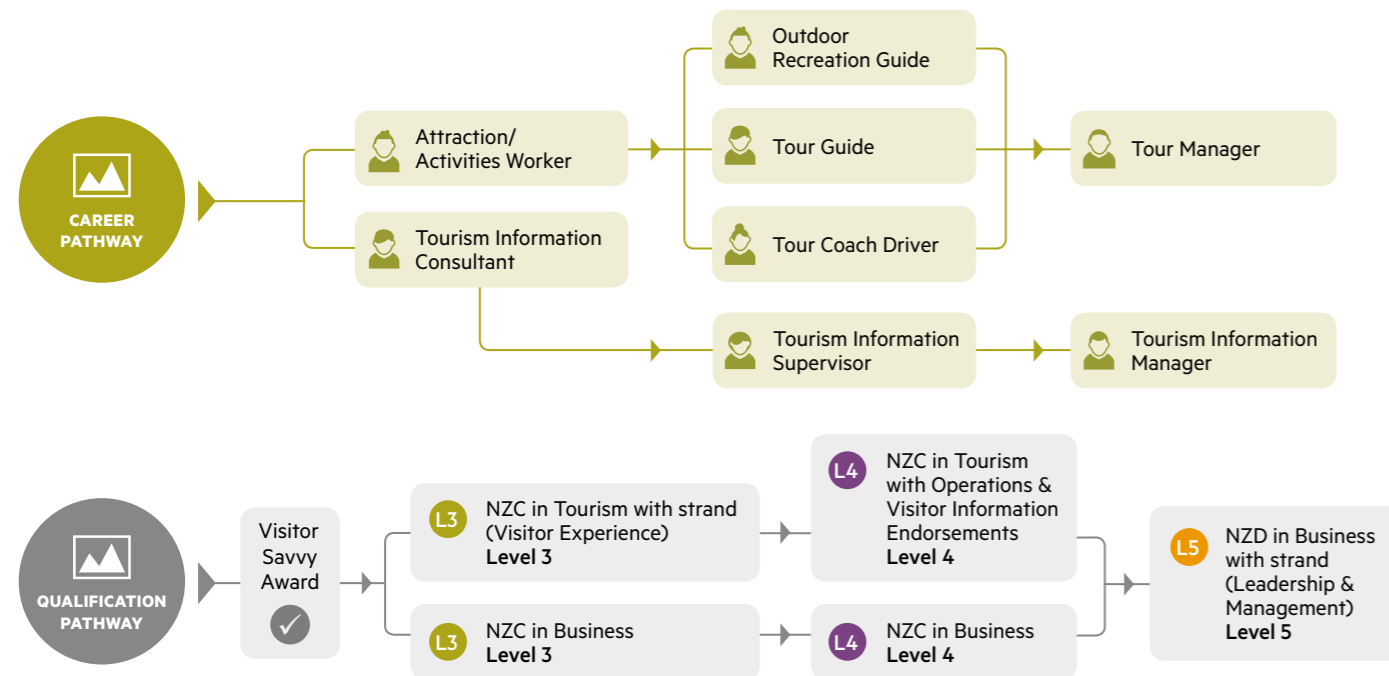 CAREER
PATHWAY
Attraction/
Activities Worker
Tourism Information
Consultant
Outdoor
Recreation Guide
Tour Guide
Tour Coach Driver
Tourism Information
Supervisor
Tour Manager
Tourism Information
Manager
QUALIFICATION
PATHWAY
Visitor
Savvy
Award
L3
NZC in Tourism with strand
(Visitor Experience)
Level 3
L3
NZC in Business
Level 3
L4
NZC in Tourism
with Operations &
Visitor Information
Endorsements
Level 4
L4
NZC in Business
Level 4
L5
NZD in Business
with strand
(Leadership &
Management)
Level 5